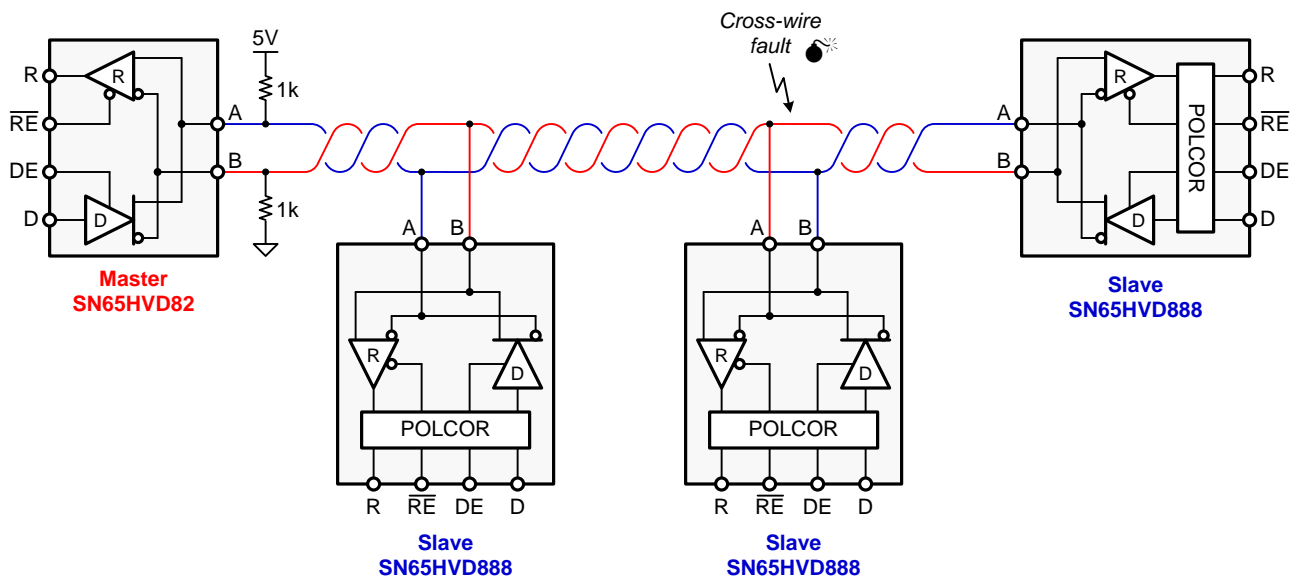 Cross-wire
fault
5V
1k
1k
R
RE
DE
D
R
D
A
B
Master
SN65HVD82
A
B
R
D
POLCOR
R
RE
DE
D
Slave
SN65HVD888
A
B
R
D
POLCOR
R
RE
DE
D
Slave
SN65HVD888
A
B
R
D
POLCOR
R
RE
DE
D
Slave
SN65HVD888